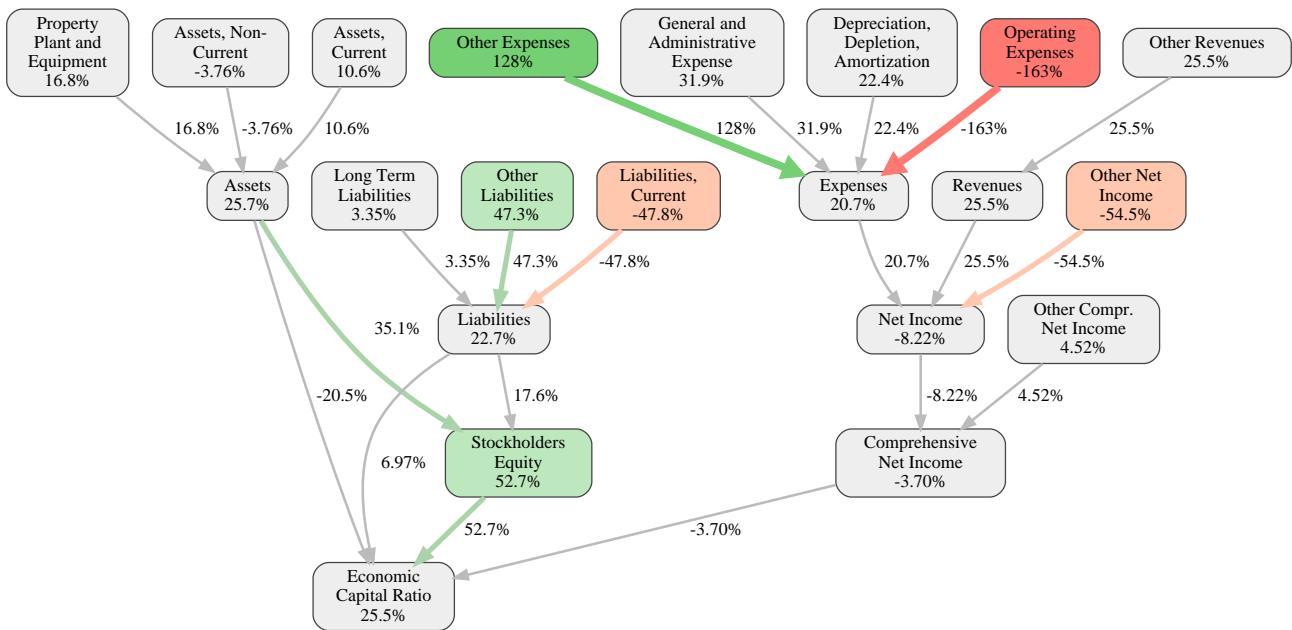 Property
Plant and
Equipment
16.8%
Assets, Non-
Current
-3.76%
Assets,
Current
10.6%
Other Expenses
128%
General and
Administrative
Expense
31.9%
Depreciation,
Depletion,
Amortization
22.4%
Operating
Expenses
-163%
Other Revenues
25.5%
16.8%
-3.76%
10.6%
128%
31.9%
22.4%
-163%
25.5%
Assets
25.7%
Long Term
Liabilities
3.35%
Other
Liabilities
47.3%
Liabilities,
Current
-47.8%
Expenses
20.7%
Revenues
25.5%
Other Net
Income
-54.5%
3.35%
47.3%
-47.8%
20.7%
25.5%
-54.5%
35.1%
Liabilities
22.7%
Net Income
-8.22%
Other Compr.
Net Income
4.52%
-20.5%
17.6%
-8.22%
4.52%
6.97%
Stockholders
Equity
52.7%
Comprehensive
Net Income
-3.70%
52.7%
-3.70%
Economic
Capital Ratio
25.5%